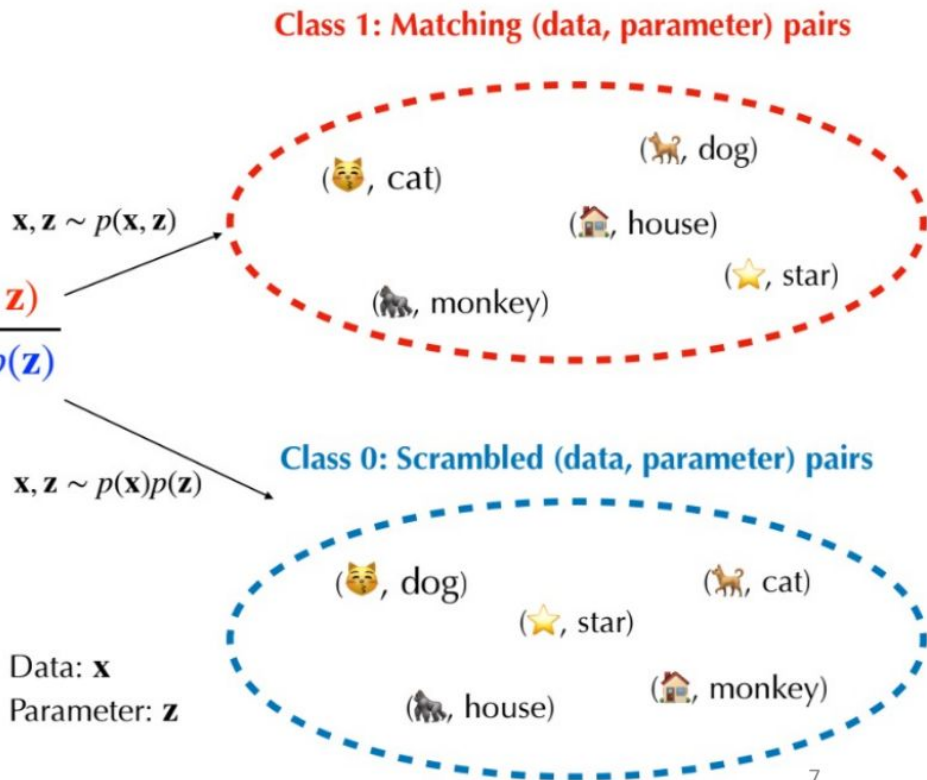 Class 1: Matching (data, parameter) pairs
(🐕, dog)
(😽, cat)
x, z ~ p(x, z)
(🏠, house)
(⭐, star)
z)
(🦍, monkey)
p(z)
Class 0: Scrambled (data, parameter) pairs
x, z ~ p(x)p(z)
(😽, dog)
(🐕, cat)
(⭐, star)
Data: x
(🏠, monkey)
Parameter: z
(🦍, house)
7